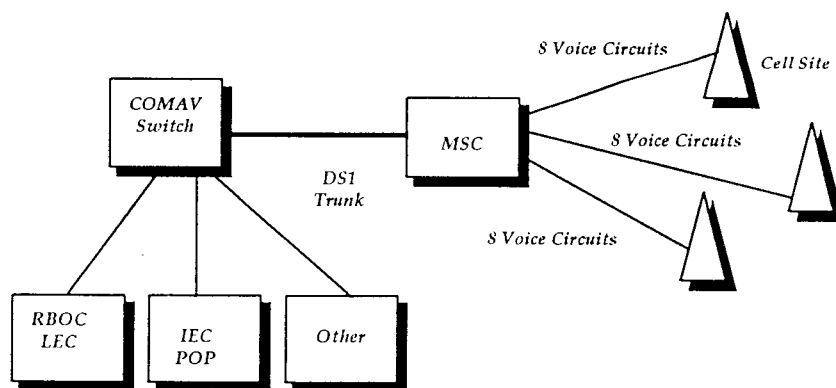 8 Voice Circuits
Cell Site
COMAV
Switch
MSC
8 Voice Circuits
DS1
Trunk
8 Voice Circuits
RBOC
LEC
IEC
POP
Other